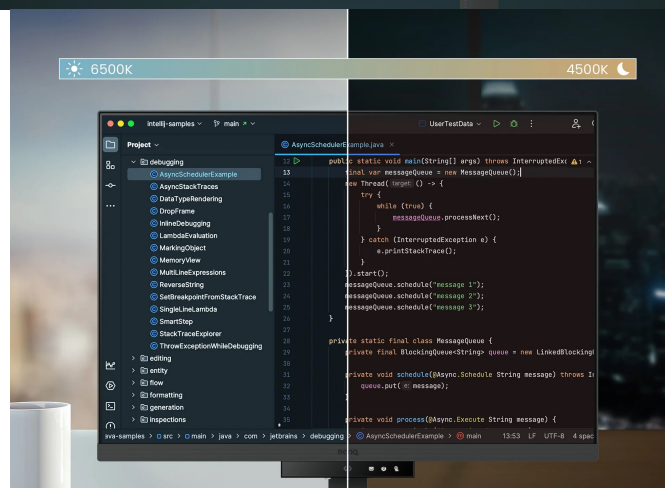 6500K
4500K
intellij-samples
main
UserTestData
Project
AsyncSchedulerExample.java
debugging
AsyncSchedulerExample
AsyncStackTraces
DataTypeRendering
DropFrame
InlineDebugging
LambdaEvaluation
MarkingObject
MemoryView
MultiLineExpressions
ReverseString
SetBreakpointFromStackTrace
SingleLineLambda
SmartStep
StackTraceExplorer
ThrowExceptionWhileDebugging
editing
entity
flow
formatting
generation
inspections
12 public static void main(String[] args) throws InterruptedExc 1
13 final var messageQueue = new MessageQueue();
14 new Thread( target: () -> {
15 try {
16 while (true) {
17 messageQueue.processNext();
18 }
19 } catch (InterruptedException e) {
20 e.printStackTrace();
21 }
22 }).start();
23 messageQueue.schedule("message 1");
24 messageQueue.schedule("message 2");
25 messageQueue.schedule("message 3");
26 }
27
28 private static final class MessageQueue {
29 private final BlockingQueue<String> queue = new LinkedBlocking
30
31 private void schedule(@Async.Schedule String message) throws In
32 queue.put( e: message);
33 }
34
35 private void process(@Async.Execute String message) {
ava-samples > src > main > java > com > jetbrains > debugging > AsyncSchedulerExample > main 13:53 LF UTF-8 4 spac
BenQ